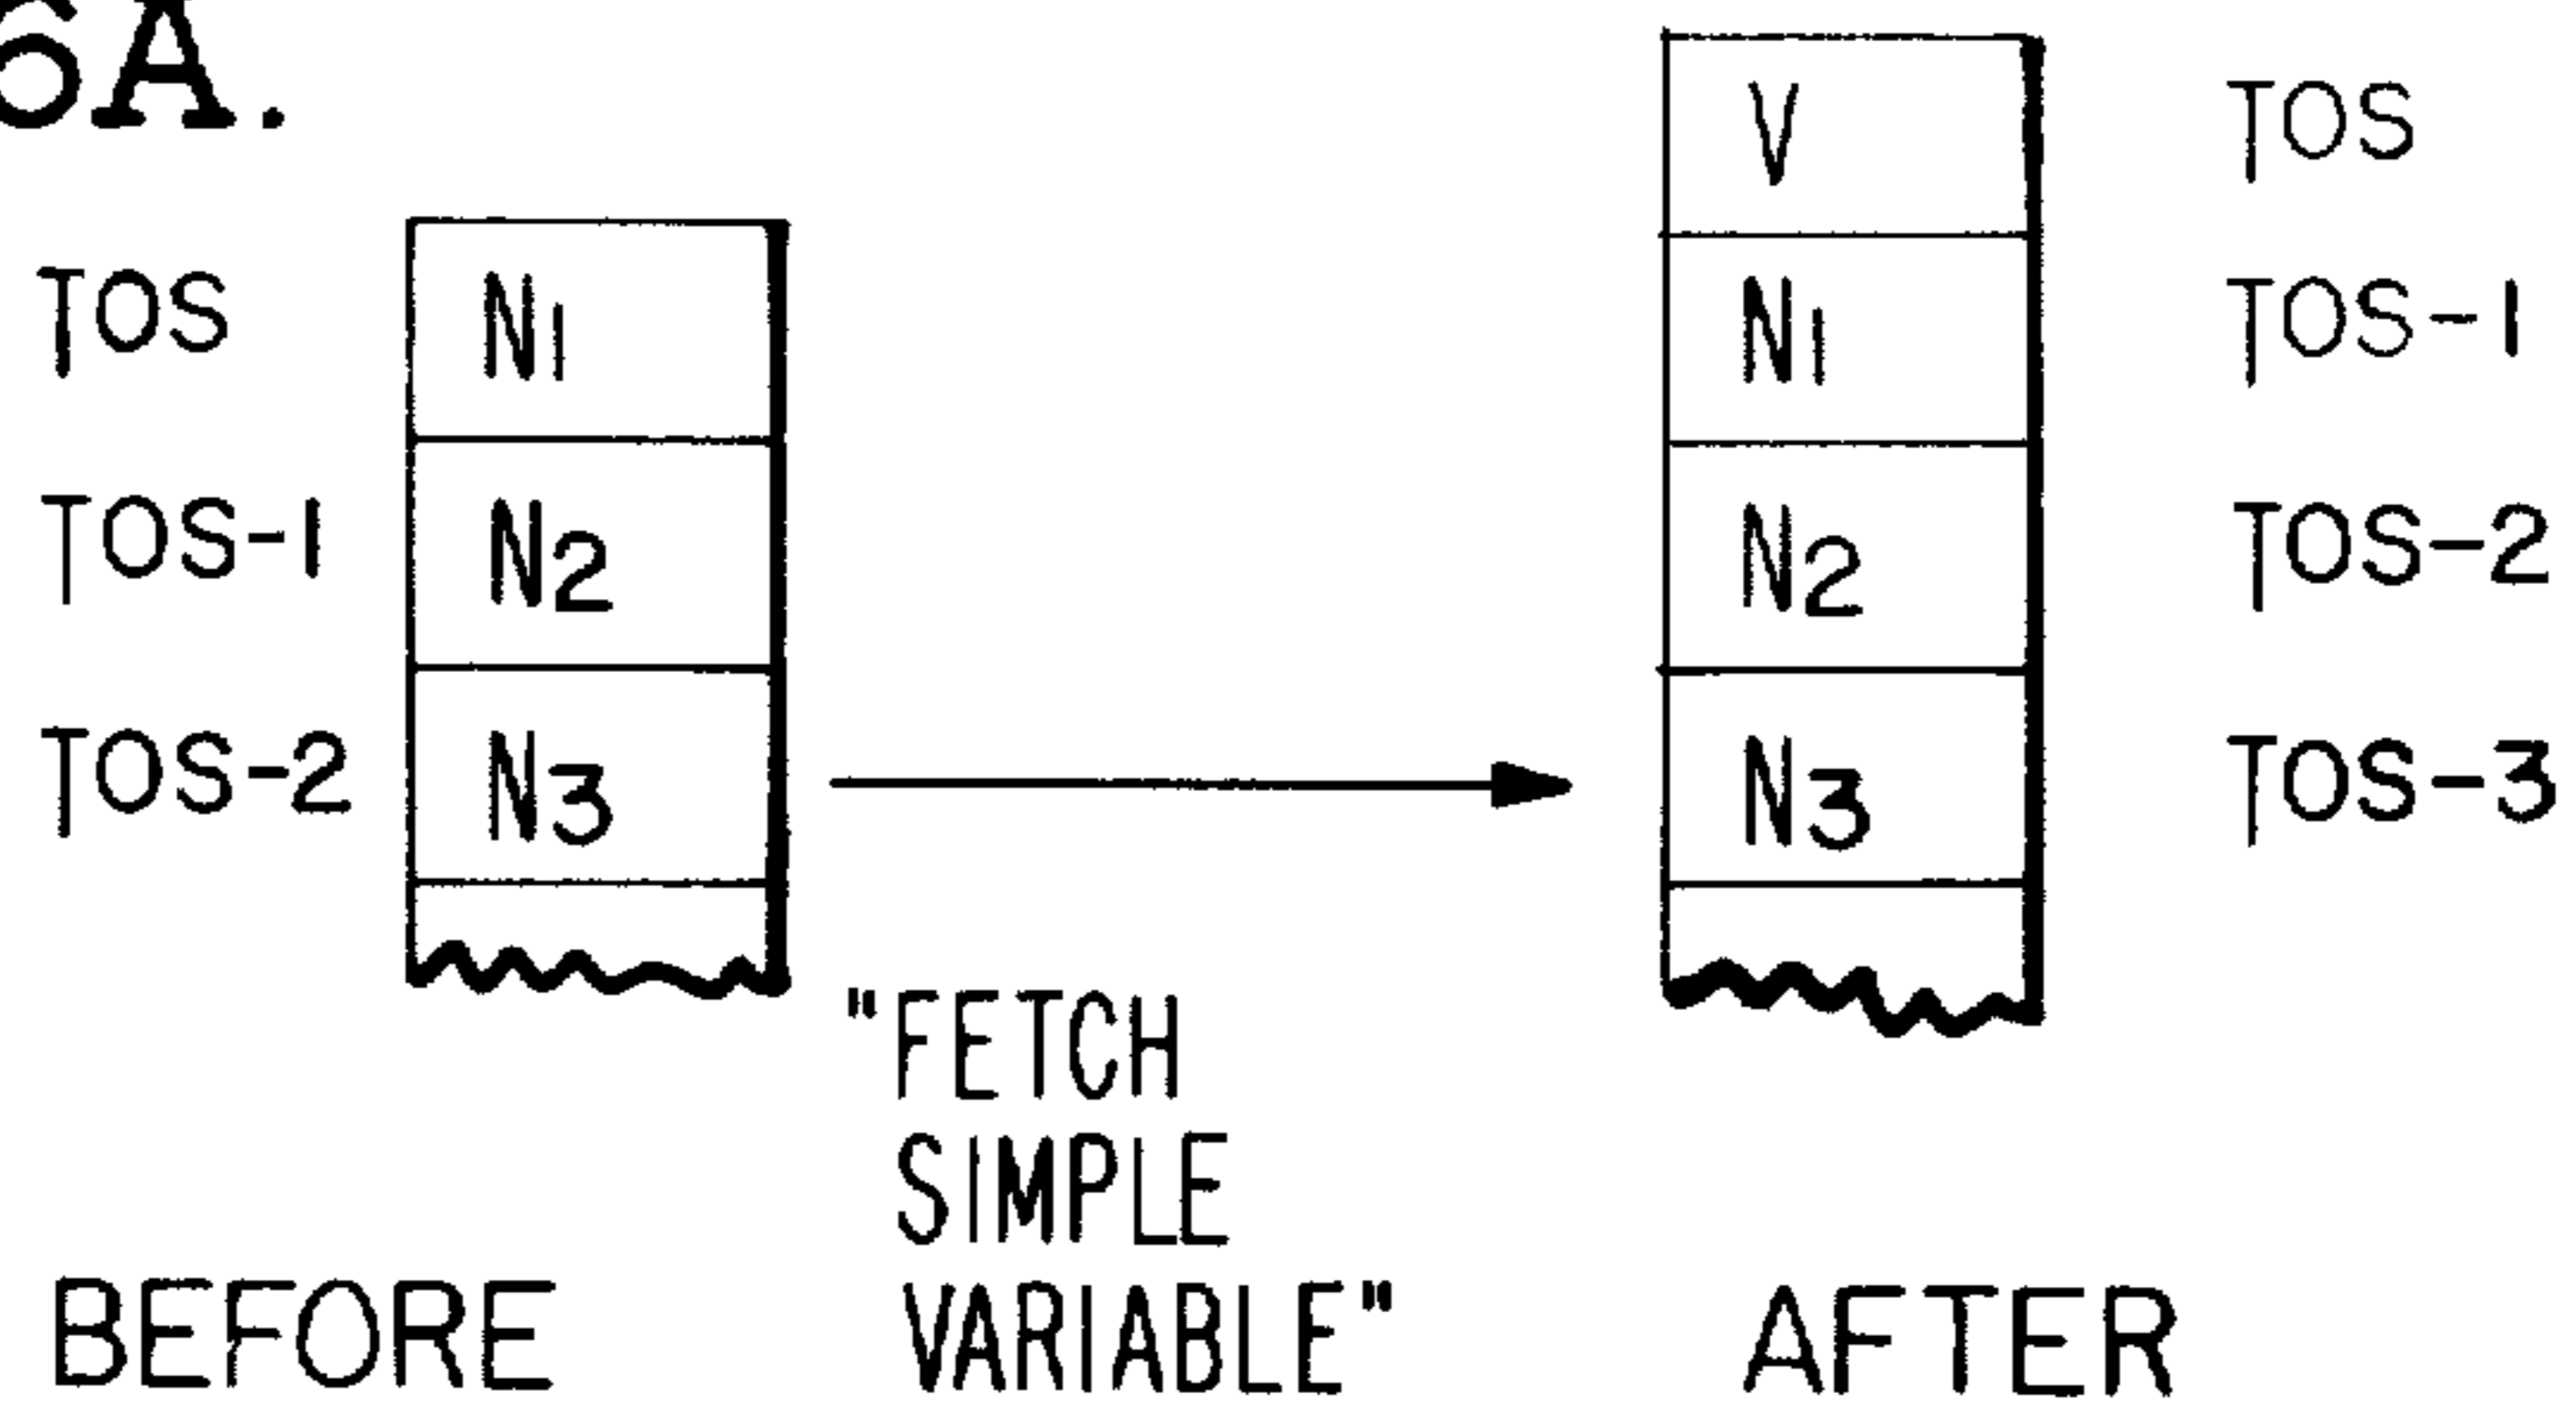 6A.
TOS N1
TOS-1 N2
TOS-2 N3
"FETCH
SIMPLE
VARIABLE"
BEFORE
V TOS
N1 TOS-1
N2 TOS-2
N3 TOS-3
AFTER